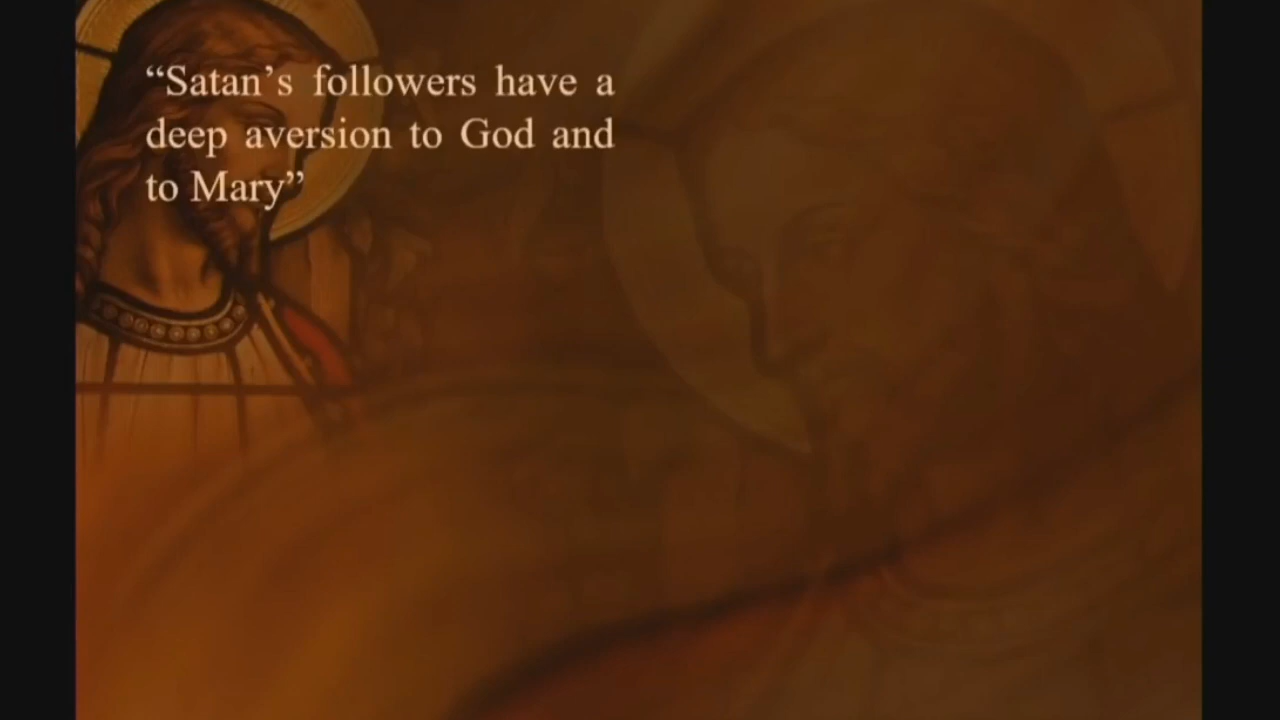 “Satan’s followers have a
deep aversion to God and
to Mary”